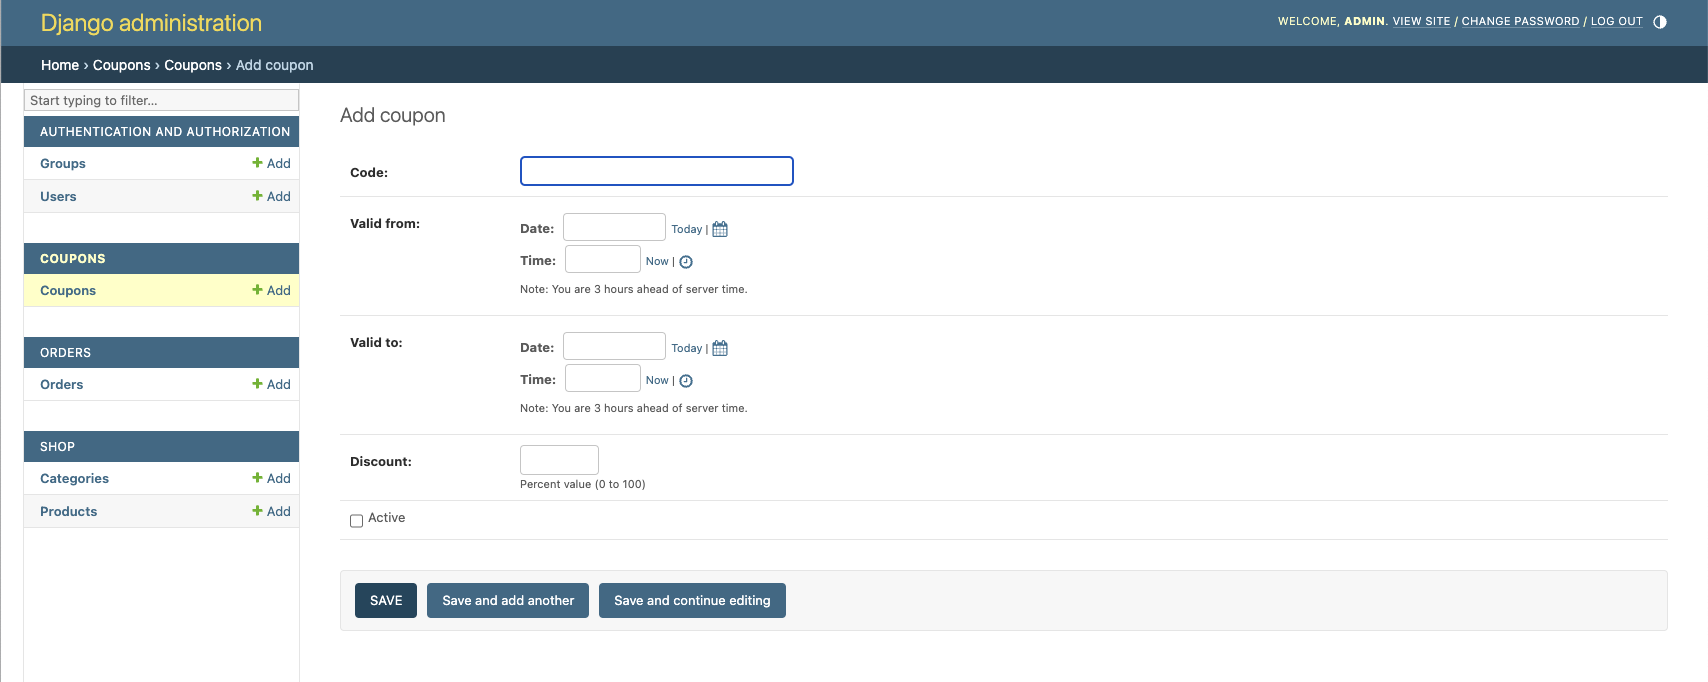 Django administration
WELCOME, ADMIN. VIEW SITE / CHANGE PASSWORD / LOG OUT
Home › Coupons › Coupons › Add coupon
Start typing to filter...
AUTHENTICATION AND AUTHORIZATION
Groups + Add
Users + Add
COUPONS
Coupons + Add
ORDERS
Orders + Add
SHOP
Categories + Add
Products + Add
Add coupon
Code:
Valid from:
Date: Today |
Time: Now |
Note: You are 3 hours ahead of server time.
Valid to:
Date: Today |
Time: Now |
Note: You are 3 hours ahead of server time.
Discount:
Percent value (0 to 100)
Active
SAVE Save and add another Save and continue editing